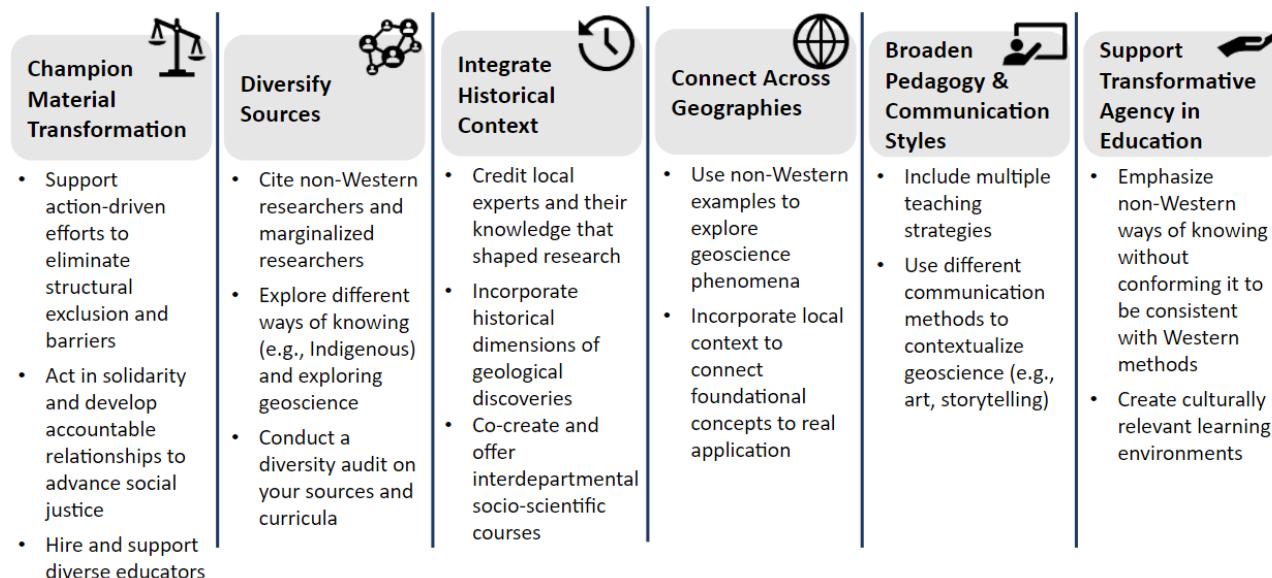 Champion
Material
Transformation
• Support
action-driven
efforts to
eliminate
structural
exclusion and
barriers
• Act in solidarity
and develop
accountable
relationships to
advance social
justice
• Hire and support
diverse educators
Diversify
Sources
• Cite non-Western
researchers and
marginalized
researchers
• Explore different
ways of knowing
(e.g., Indigenous)
and exploring
geoscience
• Conduct a
diversity audit on
your sources and
curricula
Integrate
Historical
Context
• Credit local
experts and their
knowledge that
shaped research
• Incorporate
historical
dimensions of
geological
discoveries
• Co-create and
offer
interdepartmental
socio-scientific
courses
Connect Across
Geographies
• Use non-Western
examples to
explore
geoscience
phenomena
• Incorporate local
context to
connect
foundational
concepts to real
application
Broaden
Pedagogy &
Communication
Styles
• Include multiple
teaching
strategies
• Use different
communication
methods to
contextualize
geoscience (e.g.,
art, storytelling)
Support
Transformative
Agency in
Education
• Emphasize
non-Western
ways of knowing
without
conforming it to
be consistent
with Western
methods
• Create culturally
relevant learning
environments